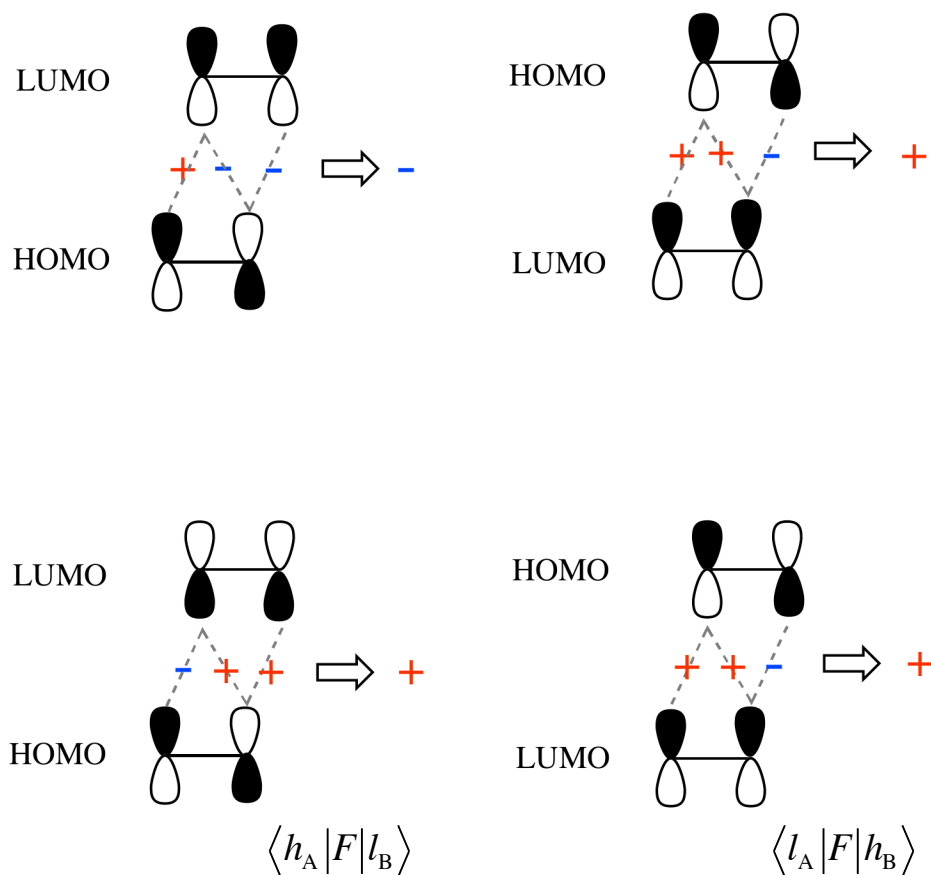 LUMO
+ - - -
HOMO
HOMO
+ + - +
LUMO
LUMO
- + + +
HOMO
⟨h_A|F|l_B⟩
HOMO
+ + - +
LUMO
⟨l_A|F|h_B⟩